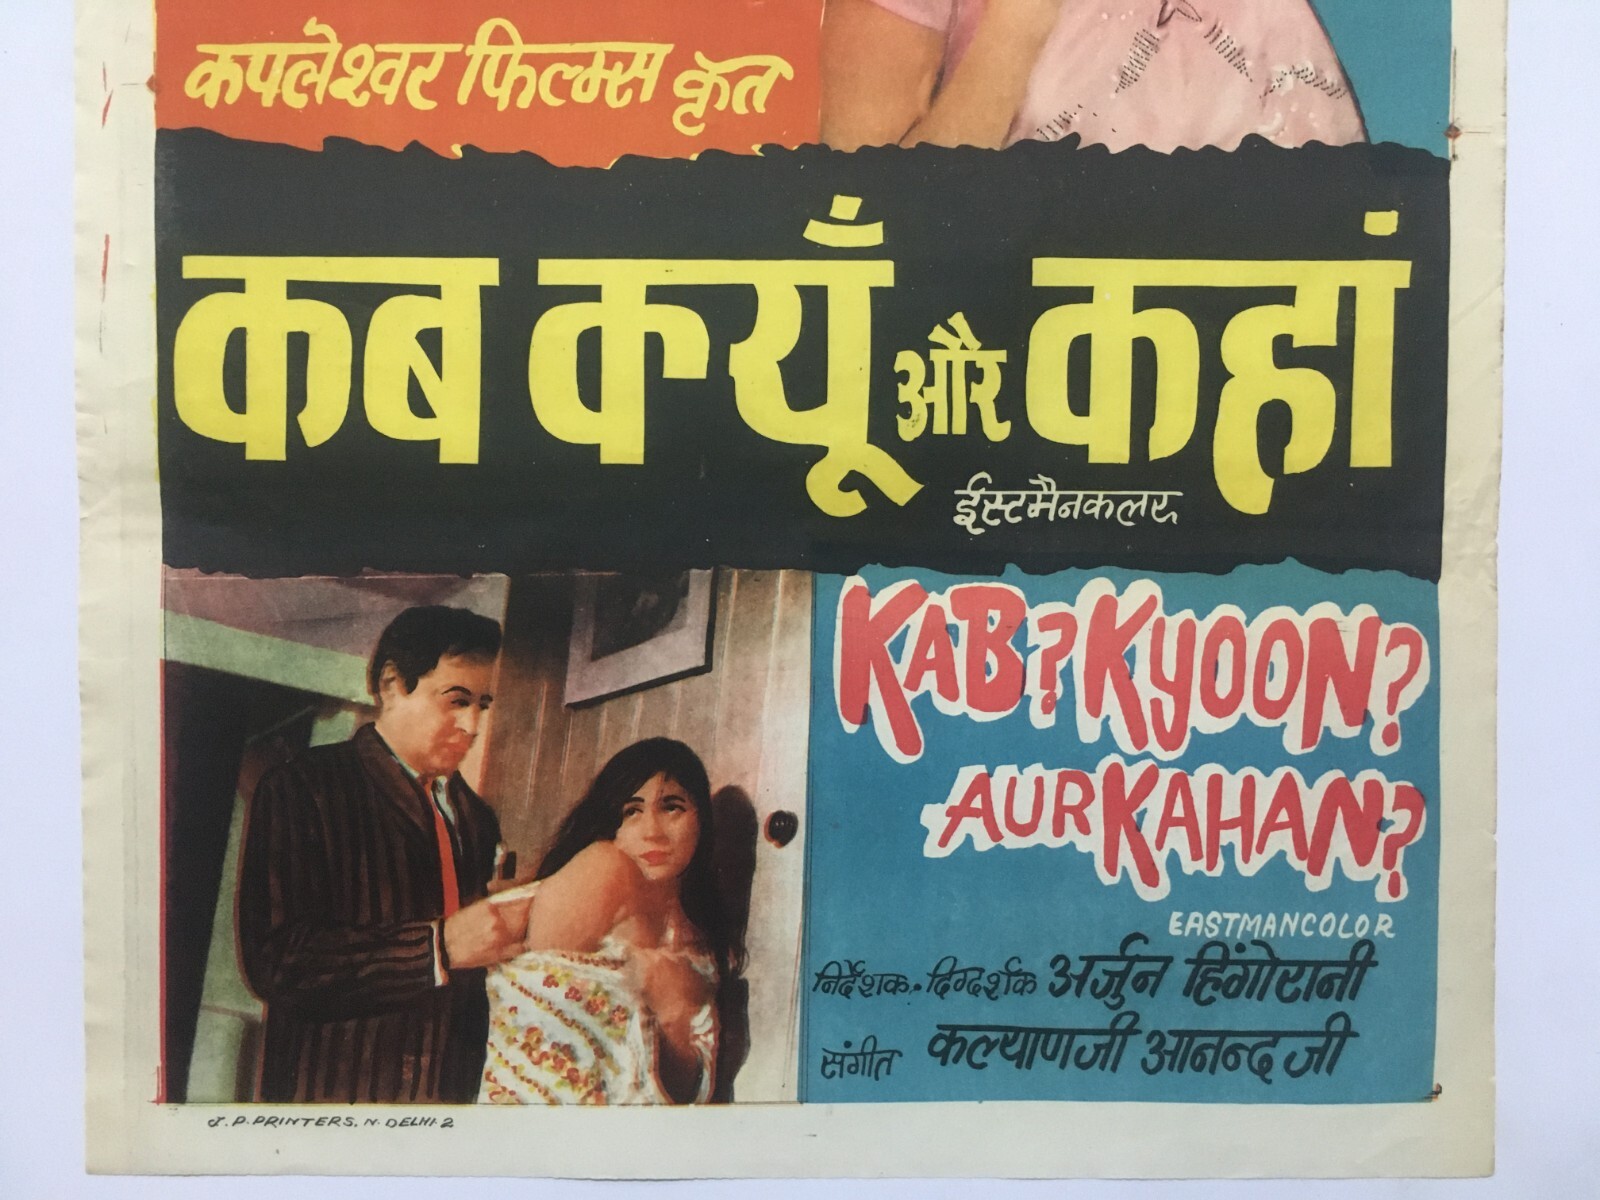 कपलेश्वर फिल्म्स कृत
कब क्यूँ और कहां
ईस्टमैनकलर
KAB? KYOON?
AUR KAHAN?
EASTMANCOLOR
निर्देशक・दिग्दर्शक अर्जुन हिंगोरानी
संगीत कल्याणजी आनन्दजी
J.P.PRINTERS. N. DELHI-2